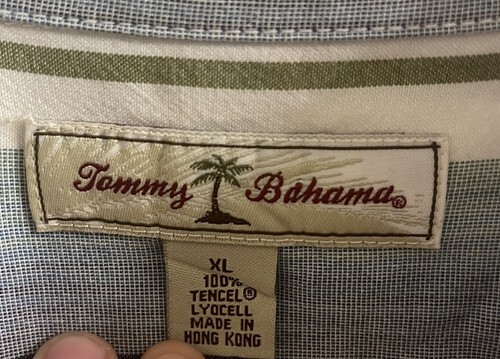 Tommy Bahama®
XL
100%
TENCEL®
LYOCELL
MADE IN
HONG KONG